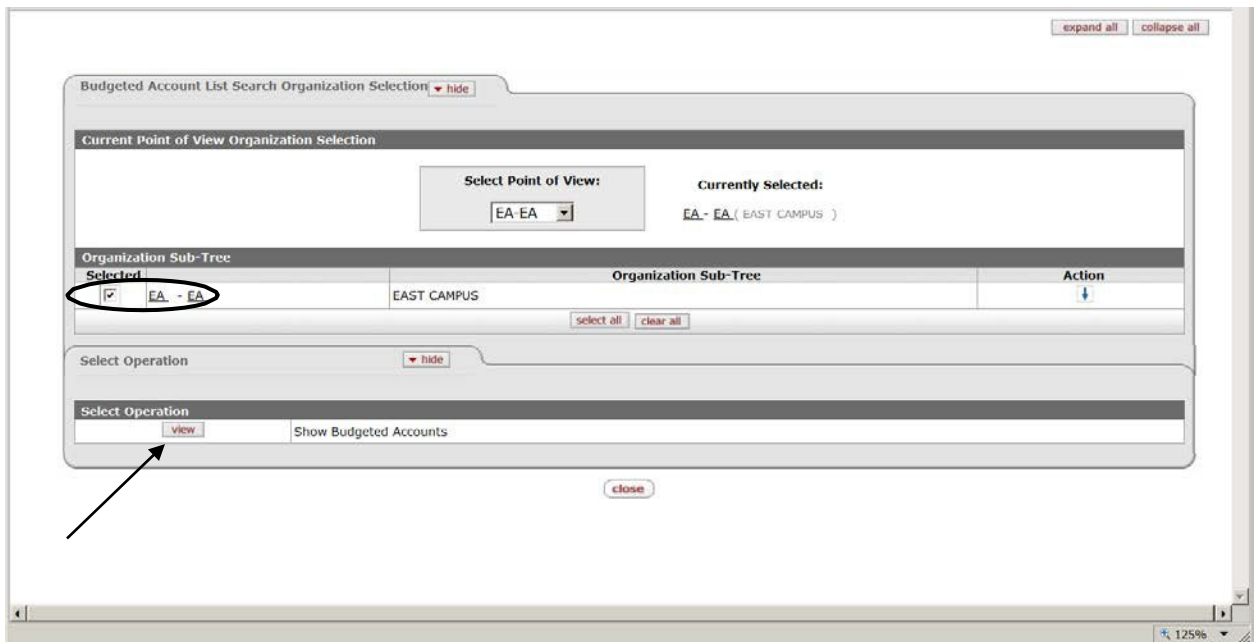 expand all collapse all
Budgeted Account List Search Organization Selection hide
Current Point of View Organization Selection
Select Point of View:
Currently Selected:
EA-EA
EA - EA ( EAST CAMPUS )
Organization Sub-Tree
Selected Organization Sub-Tree Action
EA - EA EAST CAMPUS
select all clear all
Select Operation hide
Select Operation
view Show Budgeted Accounts
close
125%